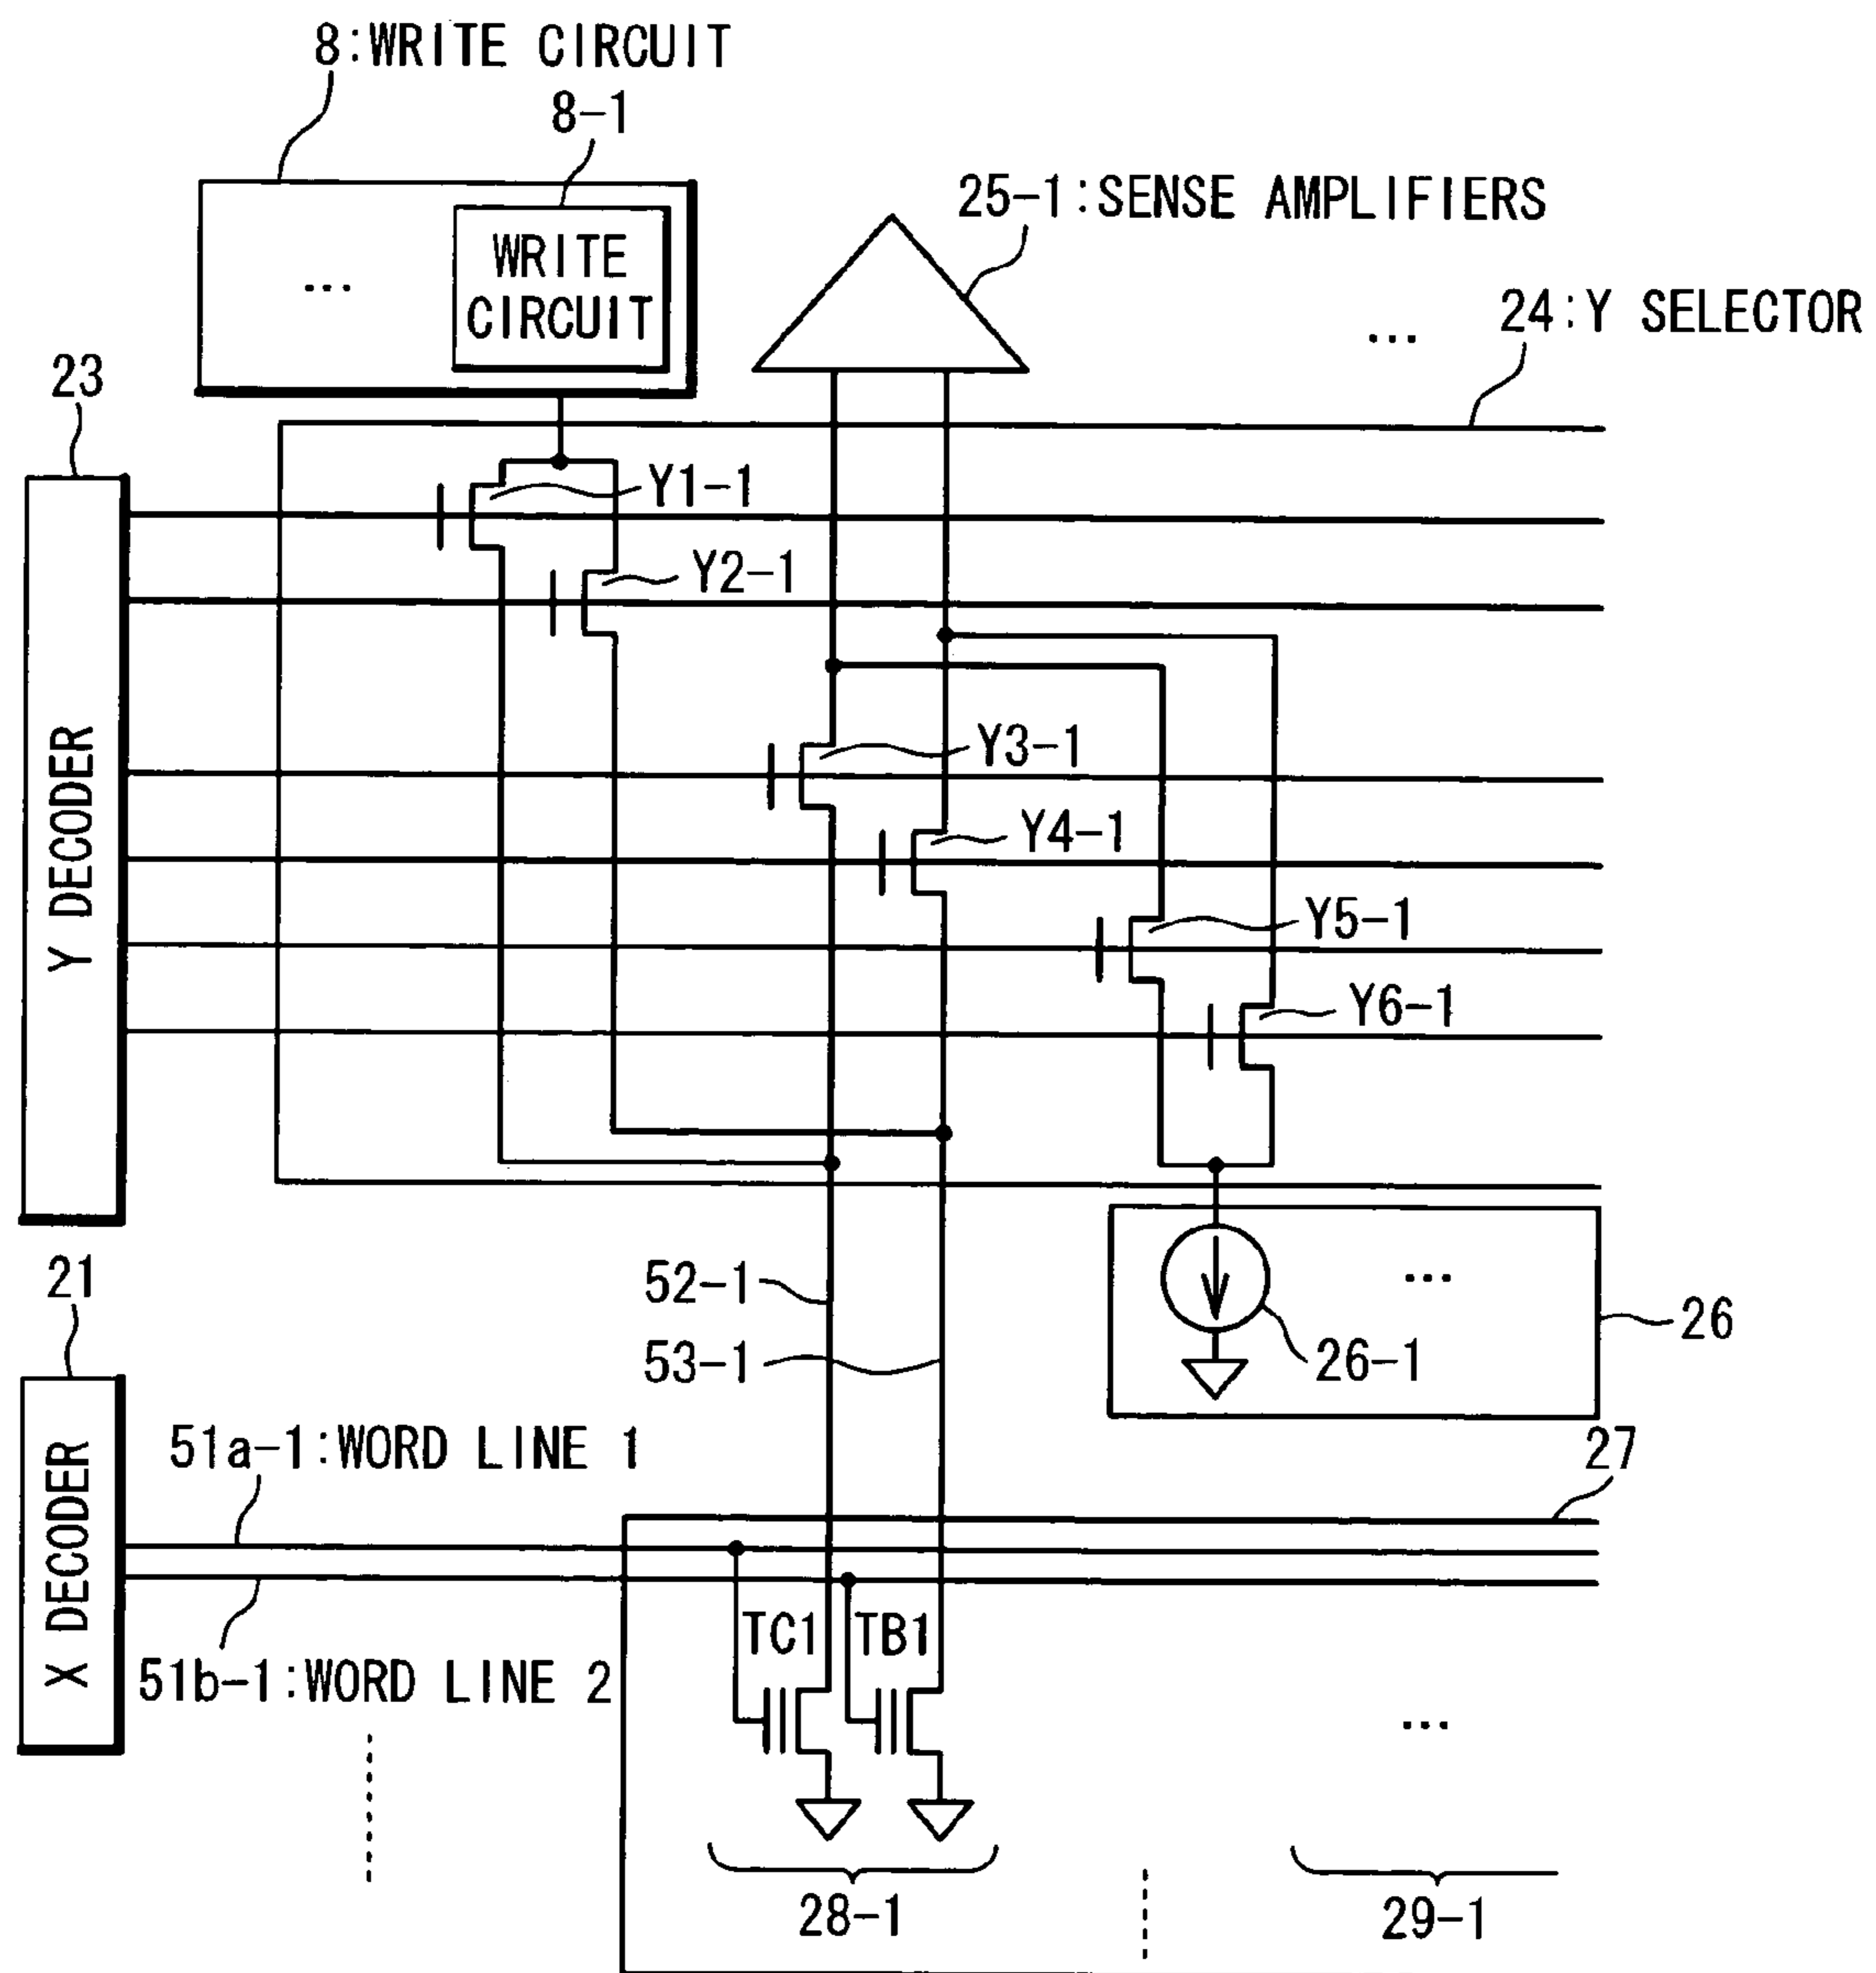 8:WRITE CIRCUIT
8-1
25-1:SENSE AMPLIFIERS
WRITE
CIRCUIT
...
...
24:Y SELECTOR
23
Y1-1
Y2-1
Y DECODER
Y3-1
Y4-1
Y5-1
Y6-1
21
52-1
53-1
26
26-1
...
X DECODER
51a-1:WORD LINE 1
27
TC1
TB1
51b-1:WORD LINE 2
...
28-1
29-1